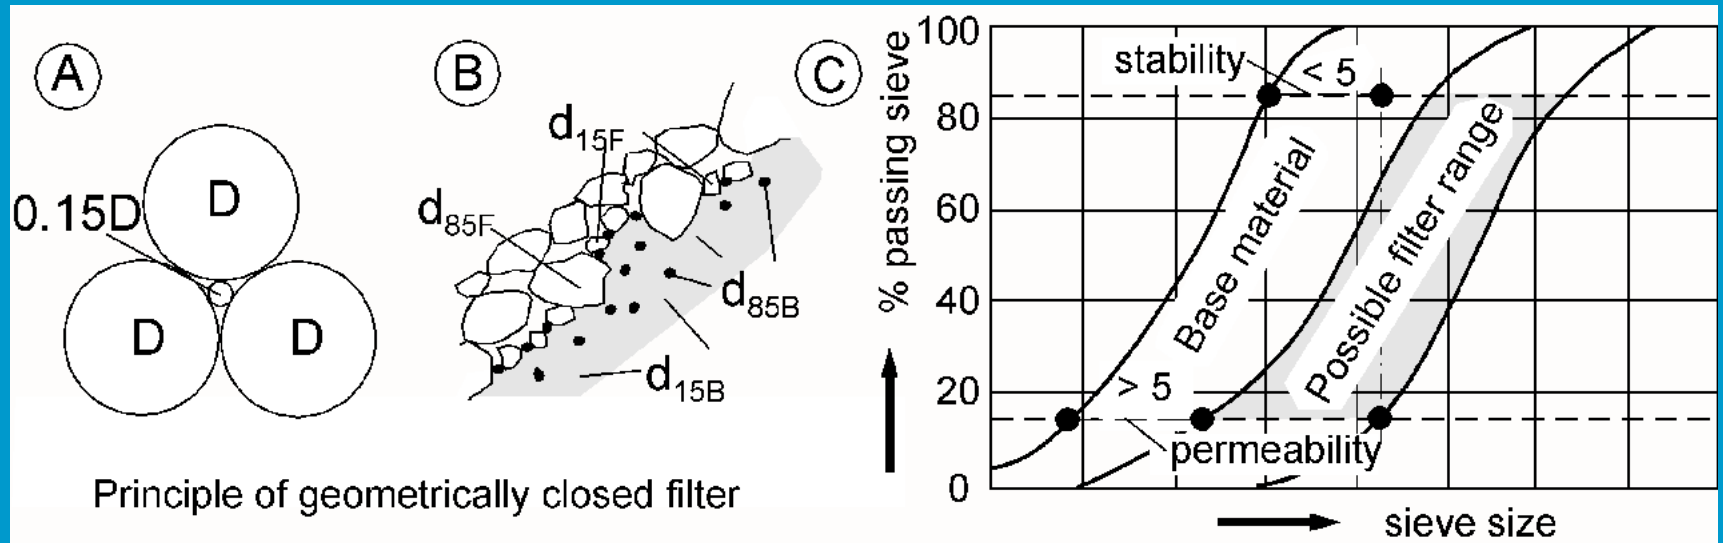 A
0.15D
D
D
D
B
d15F
d85F
d85B
d15B
Principle of geometrically closed filter
C
% passing sieve
100
80
60
40
20
0
stability
< 5
Base material
Possible filter range
> 5
permeability
sieve size